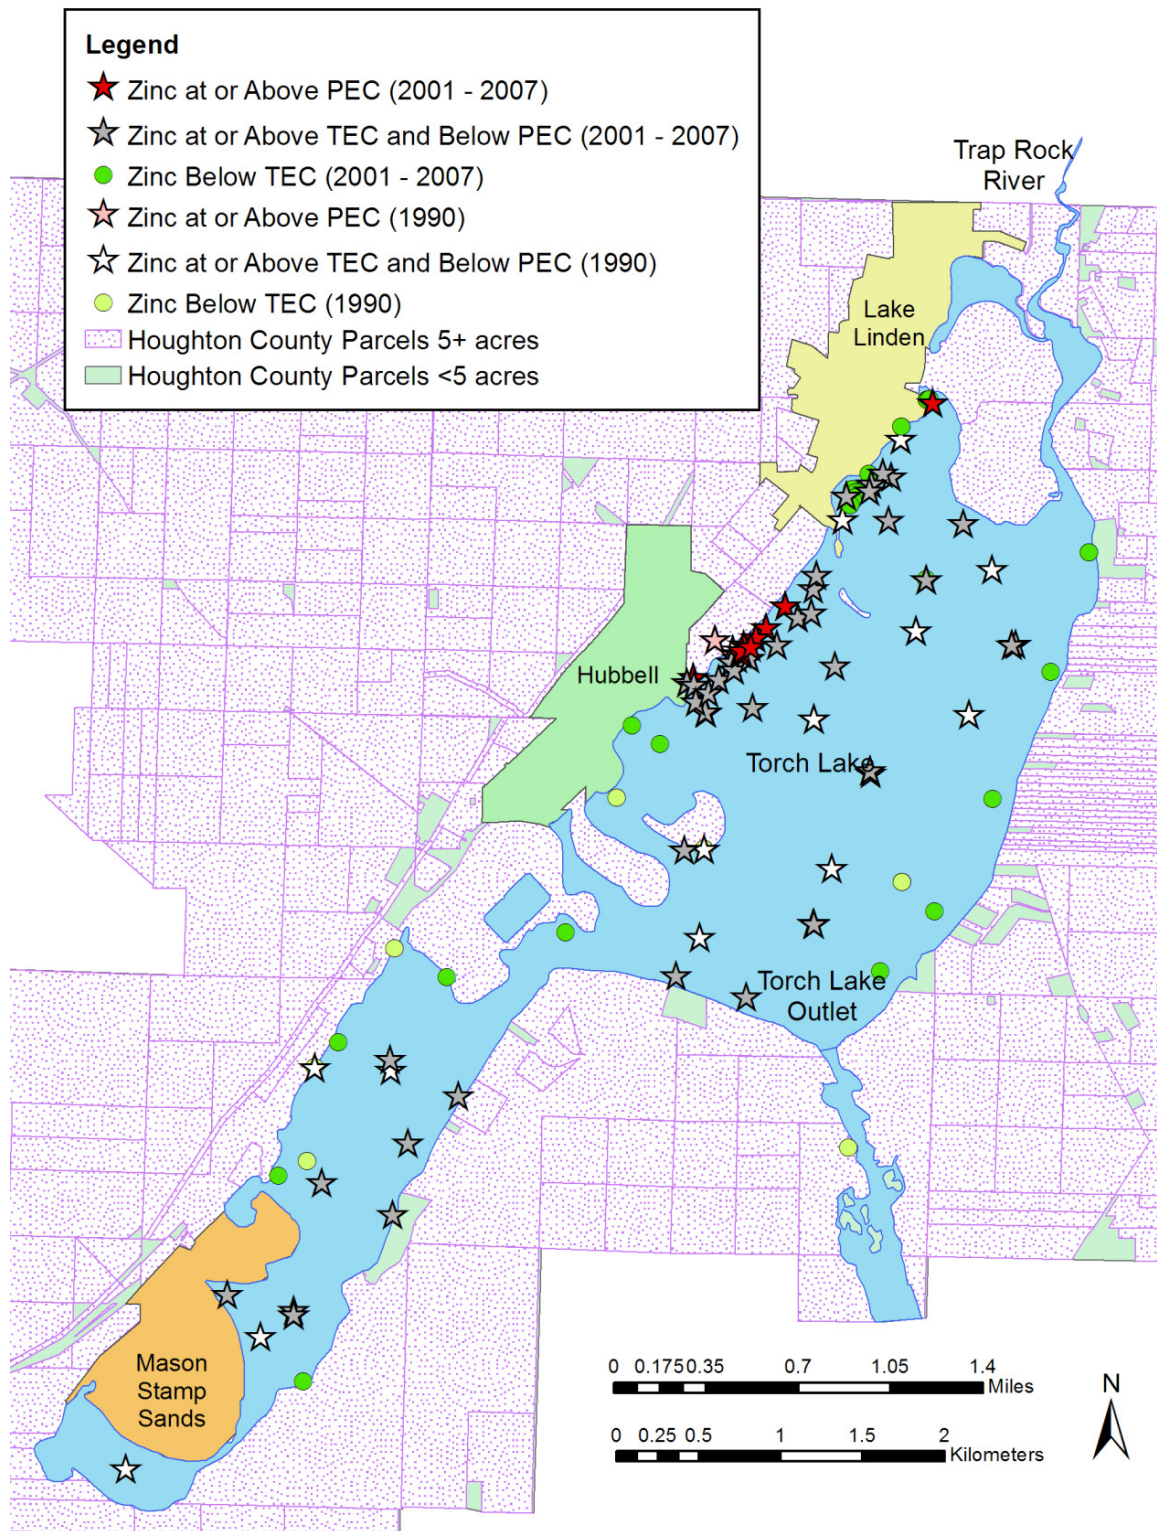 Legend
Zinc at or Above PEC (2001 - 2007)
Zinc at or Above TEC and Below PEC (2001 - 2007)
Zinc Below TEC (2001 - 2007)
Zinc at or Above PEC (1990)
Zinc at or Above TEC and Below PEC (1990)
Zinc Below TEC (1990)
Houghton County Parcels 5+ acres
Houghton County Parcels <5 acres
Trap Rock
River
Lake
Linden
Hubbell
Torch Lake
Torch Lake
Outlet
Mason
Stamp
Sands
0 0.175 0.35 0.7 1.05 1.4
Miles
0 0.25 0.5 1 1.5 2
Kilometers
N